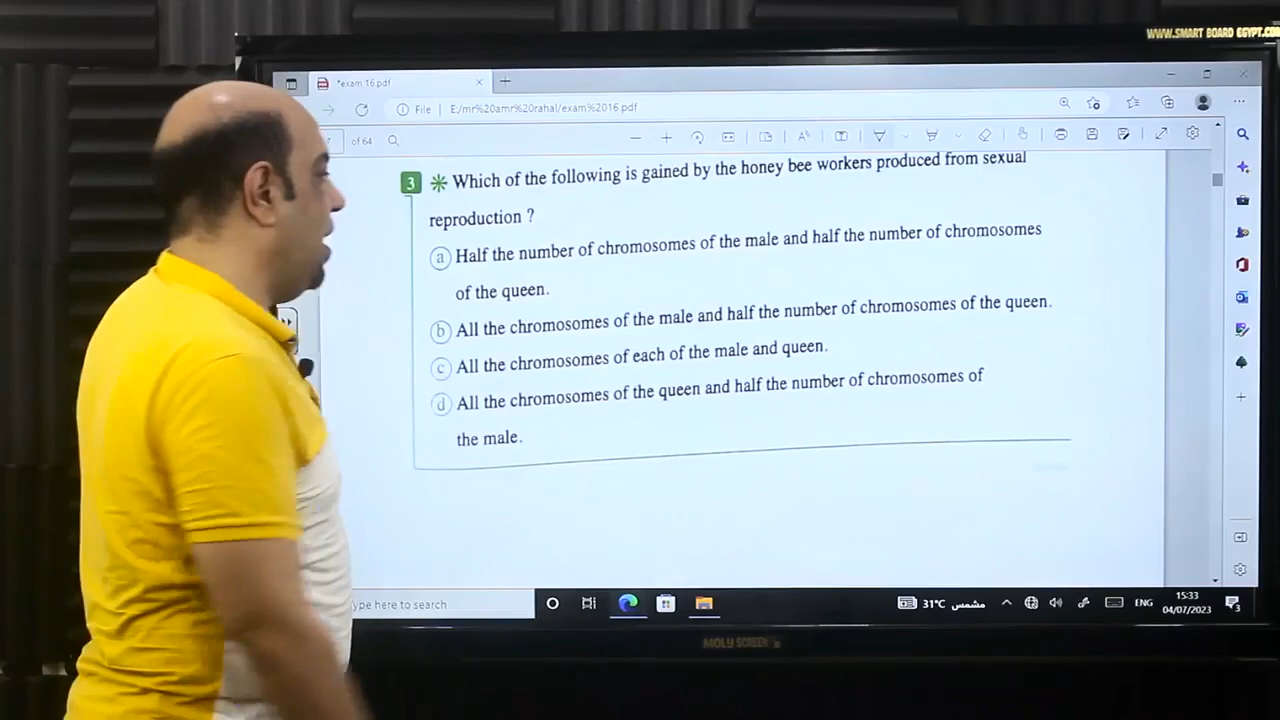 WWW.SMART BOARD EGYPT.COM
*exam 16.pdf
File E:/mr%20amr%20rahal/exam%2016.pdf
of 64
3 Which of the following is gained by the honey bee workers produced from sexual
reproduction ?
a Half the number of chromosomes of the male and half the number of chromosomes
of the queen.
b All the chromosomes of the male and half the number of chromosomes of the queen.
c All the chromosomes of each of the male and queen.
d All the chromosomes of the queen and half the number of chromosomes of
the male.
ype here to search
31°C مشمس
ENG
15:33
04/07/2023
3
MOLY SCREEN